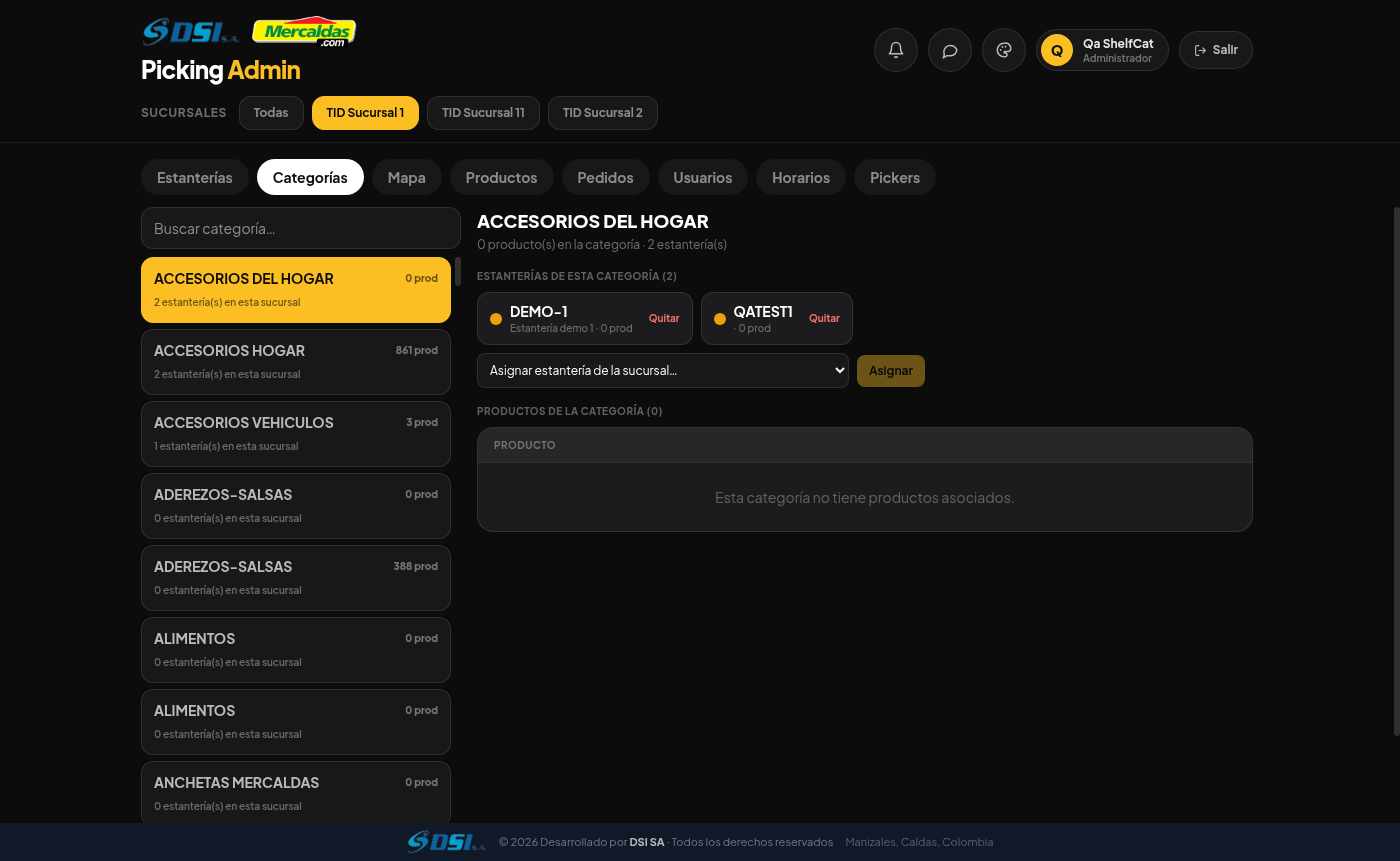 DSI S.A.
Mercaldas
.com
Picking Admin
Q
Qa ShelfCat
Administrador
Salir
SUCURSALES
Todas
TID Sucursal 1
TID Sucursal 11
TID Sucursal 2
Estanterías
Categorías
Mapa
Productos
Pedidos
Usuarios
Horarios
Pickers
Buscar categoría...
ACCESORIOS DEL HOGAR
0 prod
2 estantería(s) en esta sucursal
ACCESORIOS HOGAR
861 prod
2 estantería(s) en esta sucursal
ACCESORIOS VEHICULOS
3 prod
1 estantería(s) en esta sucursal
ADEREZOS-SALSAS
0 prod
0 estantería(s) en esta sucursal
ADEREZOS-SALSAS
388 prod
0 estantería(s) en esta sucursal
ALIMENTOS
0 prod
0 estantería(s) en esta sucursal
ALIMENTOS
0 prod
0 estantería(s) en esta sucursal
ANCHETAS MERCALDAS
0 prod
0 estantería(s) en esta sucursal
ACCESORIOS DEL HOGAR
0 producto(s) en la categoría · 2 estantería(s)
ESTANTERÍAS DE ESTA CATEGORÍA (2)
DEMO-1
Estantería demo 1 · 0 prod
Quitar
QATEST1
· 0 prod
Quitar
Asignar estantería de la sucursal...
Asignar
PRODUCTOS DE LA CATEGORÍA (0)
PRODUCTO
Esta categoría no tiene productos asociados.
DSI S.A.
© 2026 Desarrollado por DSI SA · Todos los derechos reservados
Manizales, Caldas, Colombia